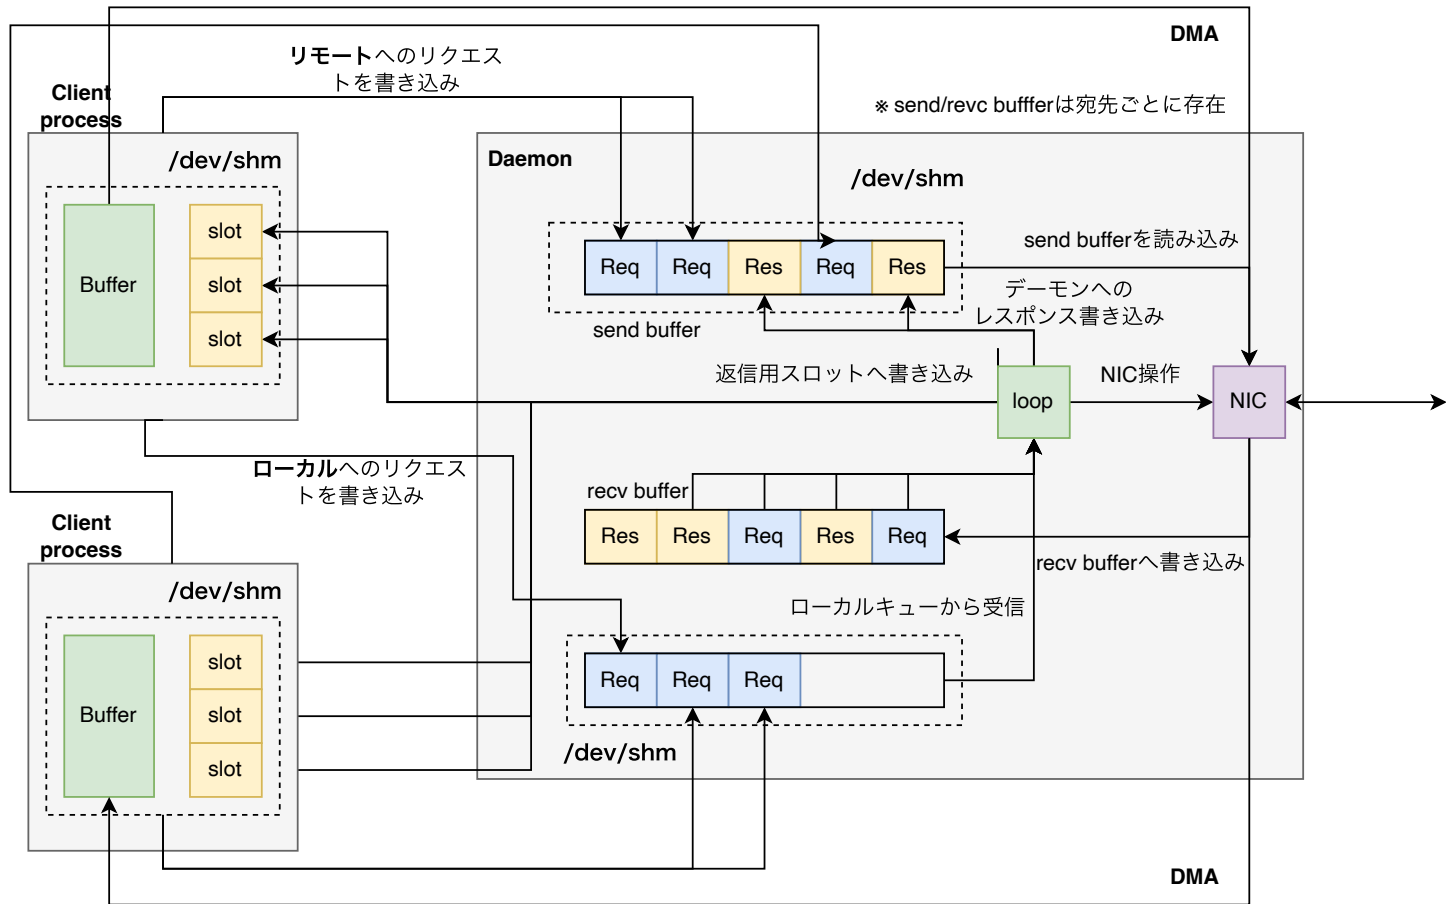 DMA
リモートへのリクエス
トを書き込み
Client
process
※ send/revc buffferは宛先ごとに存在
/dev/shm
Daemon
/dev/shm
Buffer
slot
slot
slot
Req
Req
Res
Req
Res
send bufferを読み込み
send buffer
デーモンへの
レスポンス書き込み
返信用スロットへ書き込み
loop
NIC操作
NIC
ローカルへのリクエス
トを書き込み
recv buffer
Res
Res
Req
Res
Req
recv bufferへ書き込み
Client
process
/dev/shm
Buffer
slot
slot
slot
ローカルキューから受信
Req
Req
Req
/dev/shm
DMA